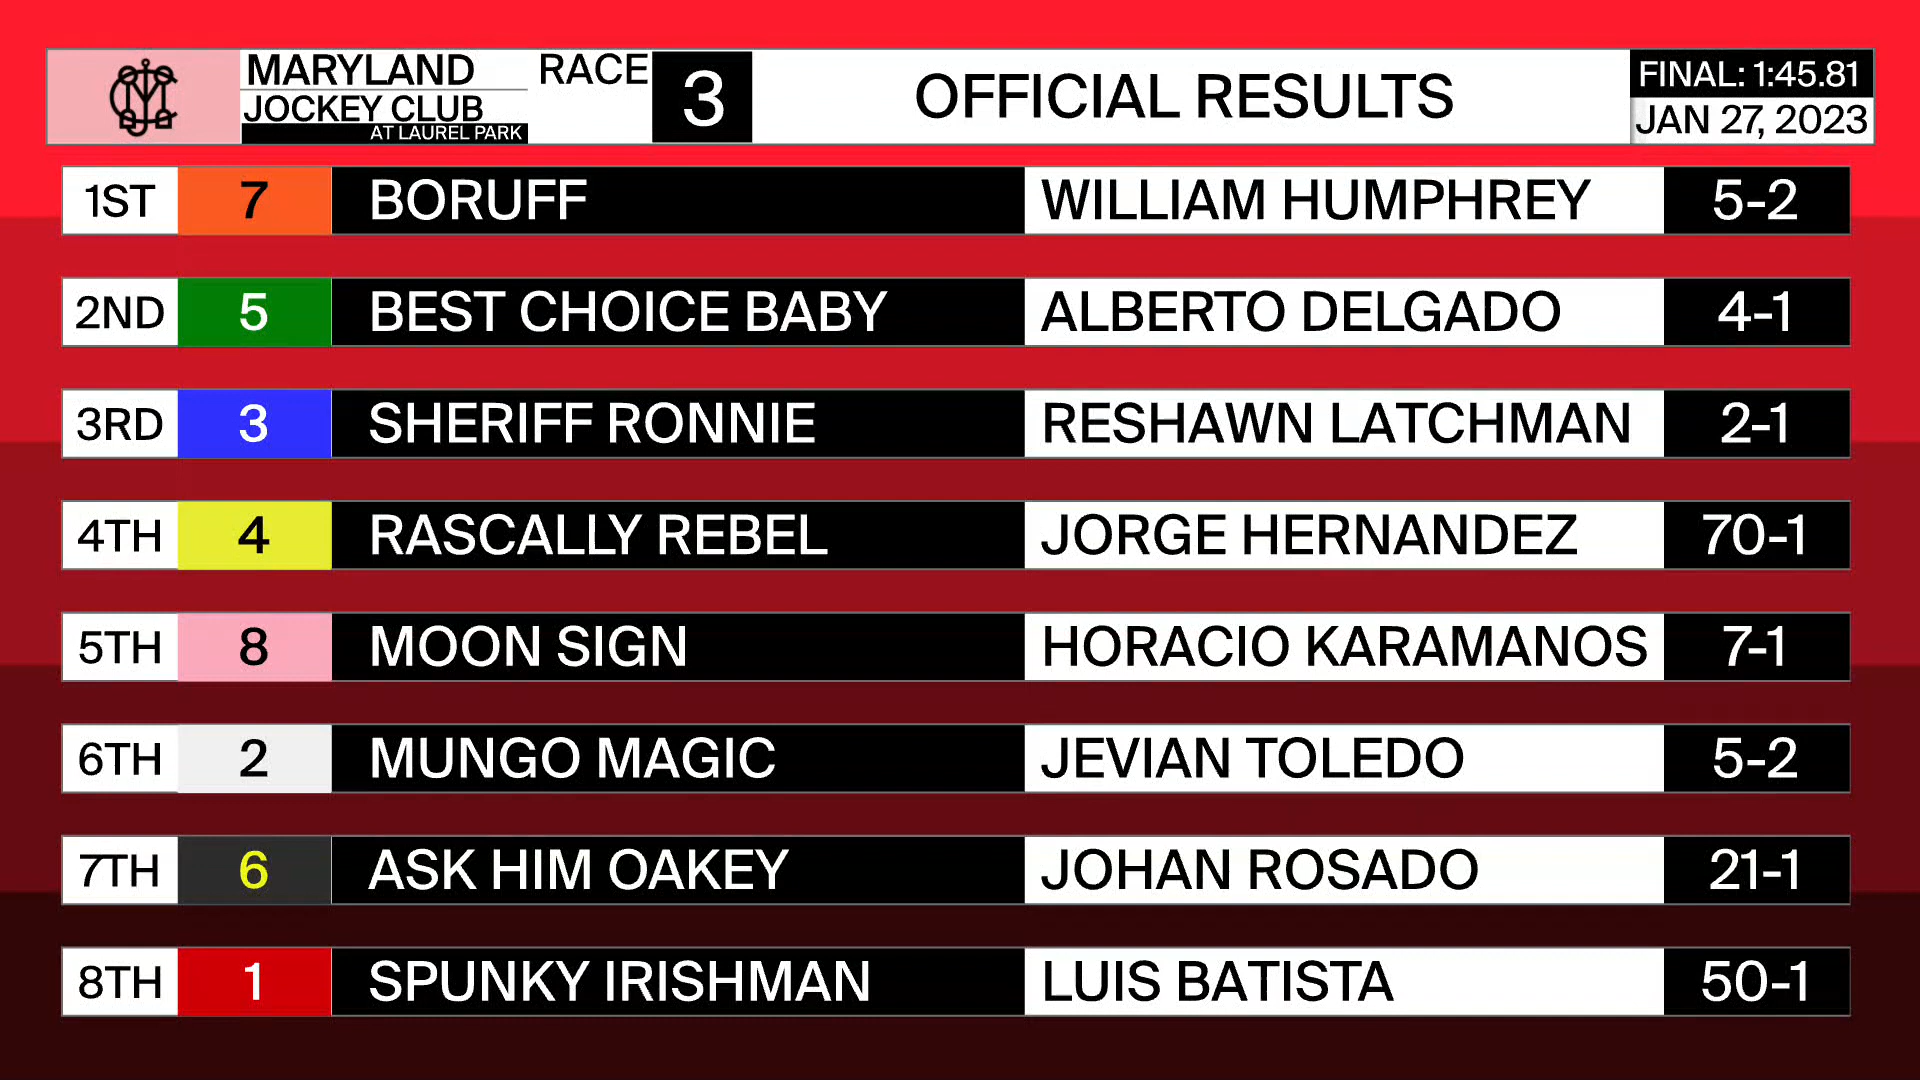 MARYLAND
JOCKEY CLUB
AT LAUREL PARK
RACE 3
OFFICIAL RESULTS
FINAL: 1:45.81
JAN 27, 2023
1ST 7 BORUFF WILLIAM HUMPHREY 5-2
2ND 5 BEST CHOICE BABY ALBERTO DELGADO 4-1
3RD 3 SHERIFF RONNIE RESHAWN LATCHMAN 2-1
4TH 4 RASCALLY REBEL JORGE HERNANDEZ 70-1
5TH 8 MOON SIGN HORACIO KARAMANOS 7-1
6TH 2 MUNGO MAGIC JEVIAN TOLEDO 5-2
7TH 6 ASK HIM OAKEY JOHAN ROSADO 21-1
8TH 1 SPUNKY IRISHMAN LUIS BATISTA 50-1